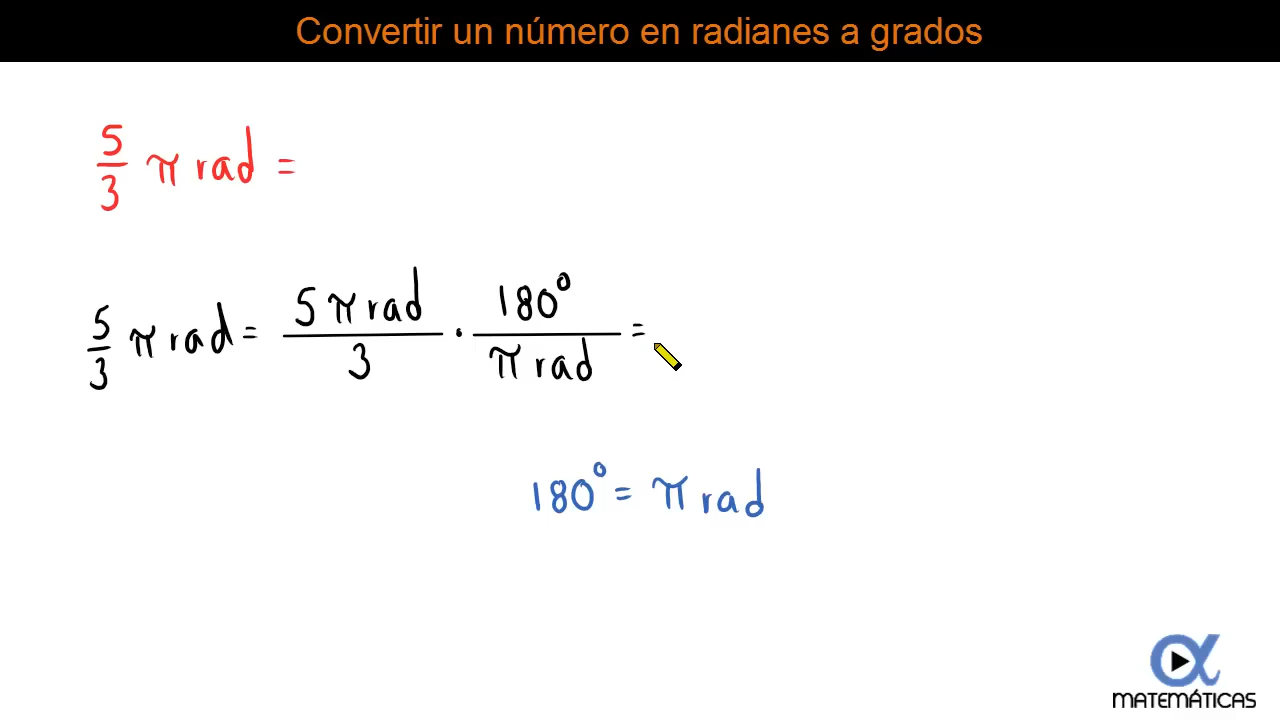 Convertir un número en radianes a grados
5/3 π rad =
5/3 π rad = 5 π rad / 3 · 180° / π rad =
180° = π rad
MATEMÁTICAS